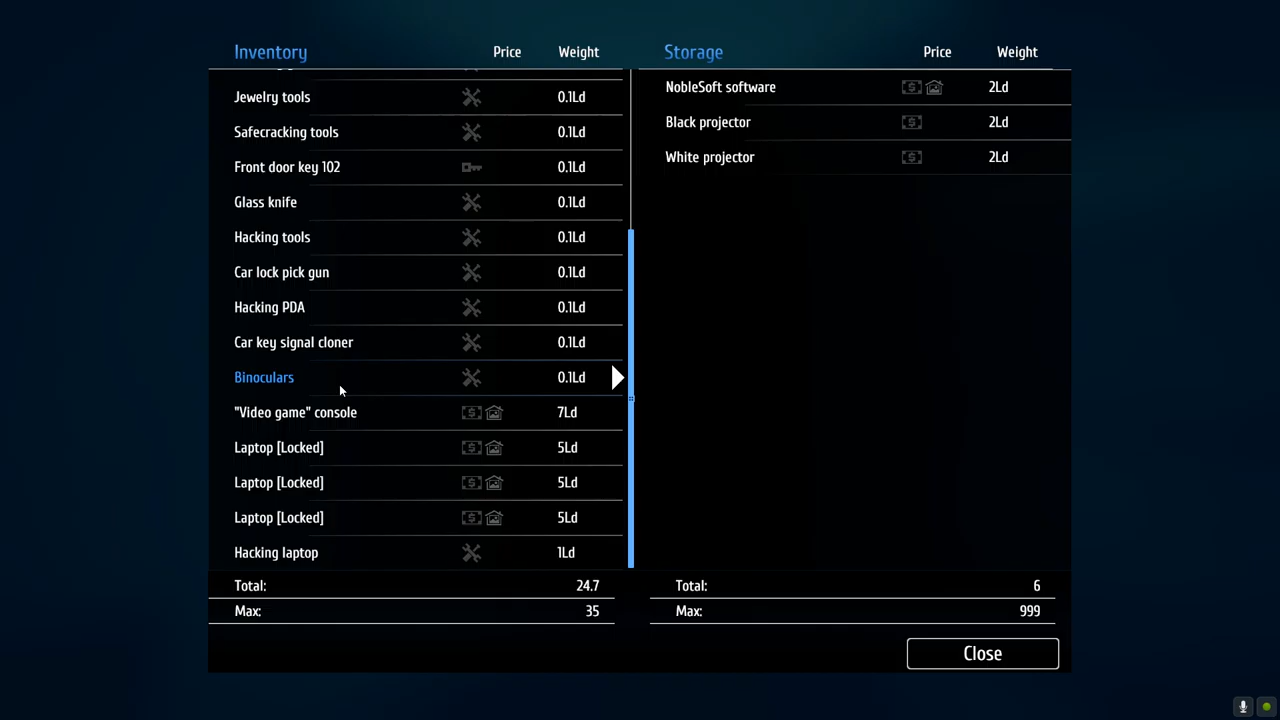 Inventory Price Weight
Jewelry tools 0.1Ld
Safecracking tools 0.1Ld
Front door key 102 0.1Ld
Glass knife 0.1Ld
Hacking tools 0.1Ld
Car lock pick gun 0.1Ld
Hacking PDA 0.1Ld
Car key signal cloner 0.1Ld
Binoculars 0.1Ld
"Video game" console 7Ld
Laptop [Locked] 5Ld
Laptop [Locked] 5Ld
Laptop [Locked] 5Ld
Hacking laptop 1Ld
Total: 24.7
Max: 35
Storage Price Weight
NobleSoft software 2Ld
Black projector 2Ld
White projector 2Ld
Total: 6
Max: 999
Close